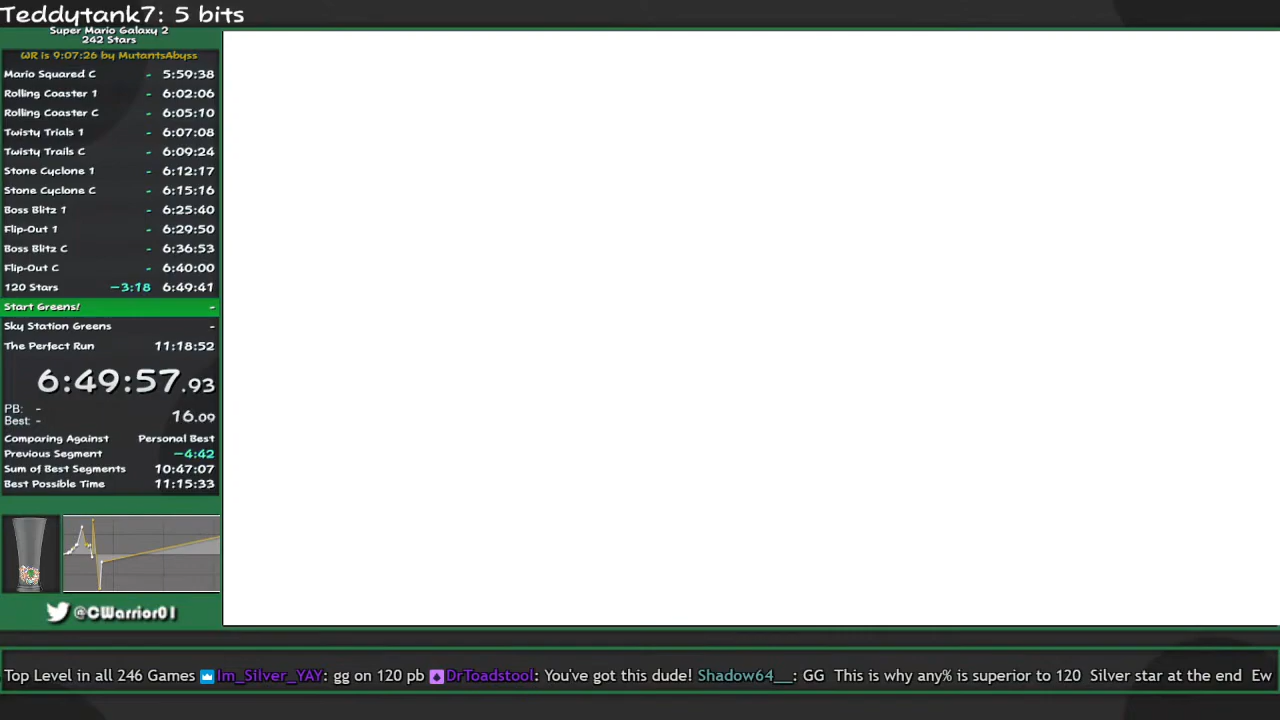 Teddytank7: 5 bits
Super Mario Galaxy 2
242 Stars
WR is 9:07:26 by MutantsAbyss
Mario Squared C - 5:59:38
Rolling Coaster 1 - 6:02:06
Rolling Coaster C - 6:05:10
Twisty Trials 1 - 6:07:08
Twisty Trails C - 6:09:24
Stone Cyclone 1 - 6:12:17
Stone Cyclone C - 6:15:16
Boss Blitz 1 - 6:25:40
Flip-Out 1 - 6:29:50
Boss Blitz C - 6:36:53
Flip-Out C - 6:40:00
120 Stars -3:18 6:49:41
Start Greens! -
Sky Station Greens -
The Perfect Run 11:18:52
6:49:57.93
PB: -
Best: - 16.09
Comparing Against Personal Best
Previous Segment -4:42
Sum of Best Segments 10:47:07
Best Possible Time 11:15:33
@CWarrior01
Top Level in all 246 Games Im_Silver_YAY: gg on 120 pb DrToadstool: You've got this dude! Shadow64__: GG This is why any% is superior to 120 Silver star at the end Ew